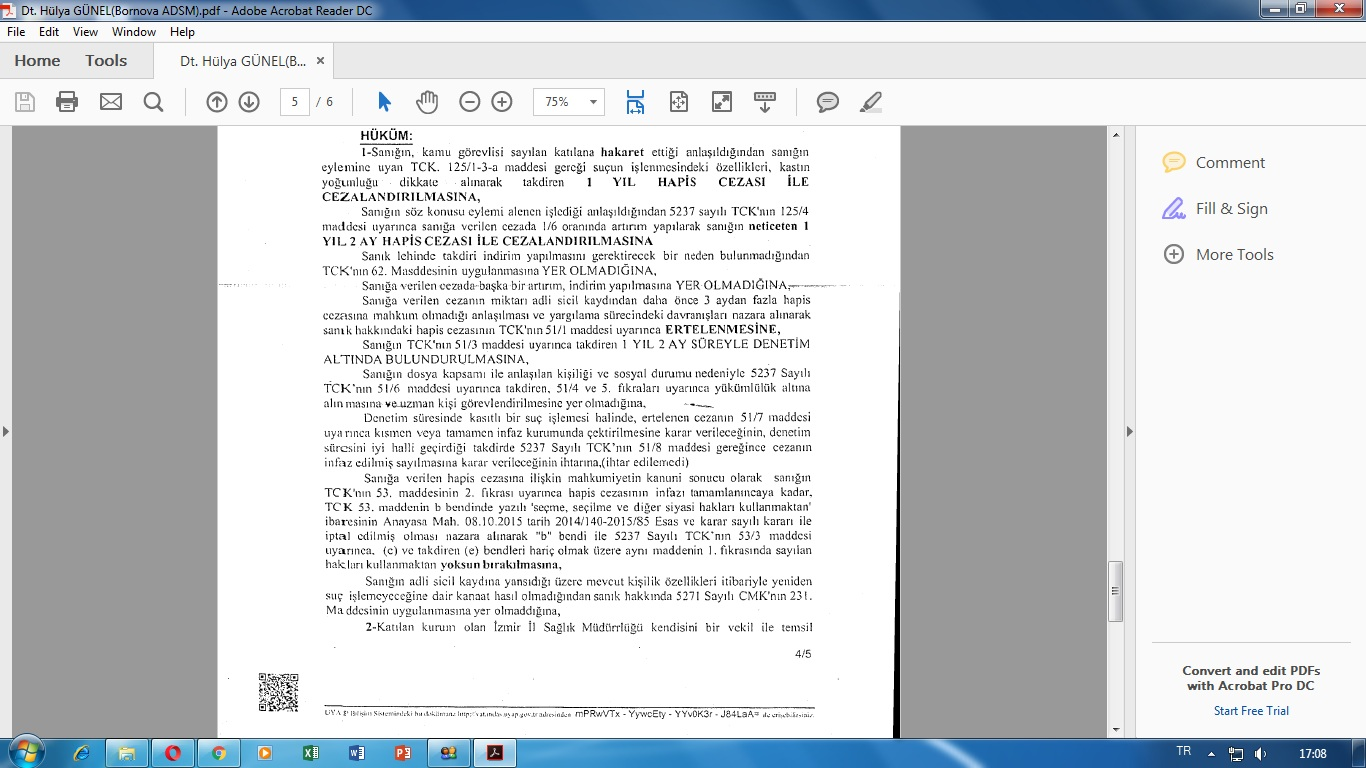 Dt. Hülya GÜNEL(Bornova ADSM).pdf - Adobe Acrobat Reader DC
File Edit View Window Help
Home Tools Dt. Hülya GÜNEL(B... ×
5 / 6 75%
HÜKÜM:
1-Sanığın, kamu görevlisi sayılan katılana hakaret ettiği anlaşıldığından sanığın
eylemine uyan TCK. 125/1-3-a maddesi gereği suçun işlenmesindeki özellikleri, kastın
yoğunluğu dikkate alınarak takdiren 1 YIL HAPİS CEZASI İLE
CEZALANDIRILMASINA,
Sanığın söz konusu eylemi alenen işlediği anlaşıldığından 5237 sayılı TCK'nın 125/4
maddesi uyarınca sanığa verilen cezada 1/6 oranında artırım yapılarak sanığın neticeten 1
YIL 2 AY HAPİS CEZASI İLE CEZALANDIRILMASINA
Sanık lehinde takdiri indirim yapılmasını gerektirecek bir neden bulunmadığından
TCK'nın 62. Masddesinin uygulanmasına YER OLMADIĞINA,
Sanığa verilen cezada başka bir artırım, indirim yapılmasına YER OLMADIĞINA,
Sanığa verilen cezanın miktarı adli sicil kaydından daha önce 3 aydan fazla hapis
cezasına mahkum olmadığı anlaşılması ve yargılama sürecindeki davranışları nazara alınarak
sanık hakkındaki hapis cezasının TCK'nın 51/1 maddesi uyarınca ERTELENMESİNE,
Sanığın TCK'nın 51/3 maddesi uyarınca takdiren 1 YIL 2 AY SÜREYLE DENETİM
ALTINDA BULUNDURULMASINA,
Sanığın dosya kapsamı ile anlaşılan kişiliği ve sosyal durumu nedeniyle 5237 Sayılı
TCK'nın 51/6 maddesi uyarınca takdiren, 51/4 ve 5. fıkraları uyarınca yükümlülük altına
alınmasına ve uzman kişi görevlendirilmesine yer olmadığına,
Denetim süresinde kasıtlı bir suç işlemesi halinde, ertelenen cezanın 51/7 maddesi
uyarınca kısmen veya tamamen infaz kurumunda çektirilmesine karar verileceğinin, denetim
süresini iyi halli geçirdiği takdirde 5237 Sayılı TCK'nın 51/8 maddesi gereğince cezanın
infaz edilmiş sayılmasına karar verileceğinin ihtarına,(ihtar edilemedi)
Sanığa verilen hapis cezasına ilişkin mahkumiyetin kanuni sonucu olarak sanığın
TCK'nın 53. maddesinin 2. fıkrası uyarınca hapis cezasının infazı tamamlanıncaya kadar,
TCK 53. maddenin b bendinde yazılı 'seçme, seçilme ve diğer siyasi hakları kullanmaktan'
ibaresinin Anayasa Mah. 08.10.2015 tarih 2014/140-2015/85 Esas ve karar sayılı kararı ile
iptal edilmiş olması nazara alınarak "b" bendi ile 5237 Sayılı TCK'nın 53/3 maddesi
uyarınca, (c) ve takdiren (e) bendleri hariç olmak üzere aynı maddenin 1. fıkrasında sayılan
hakları kullanmaktan yoksun bırakılmasına,
Sanığın adli sicil kaydına yansıdığı üzere mevcut kişilik özellikleri itibariyle yeniden
suç işlemeyeceğine dair kanaat hasıl olmadığından sanık hakkında 5271 Sayılı CMK'nın 231.
Maddesinin uygulanmasına yer olmaddığına,
2-Katılan kurum olan İzmir İl Sağlık Müdürrlüğü kendisini bir vekil ile temsil
4/5
UYAP Bilişim Sistemindeki bu dokümana http://vatandas.uyap.gov.tr adresinden mPRwVTx - YywcEty - YYv0K3r - J84LaA= ile erişebilirsiniz.
Comment
Fill & Sign
More Tools
Convert and edit PDFs
with Acrobat Pro DC
Start Free Trial
TR 17:08